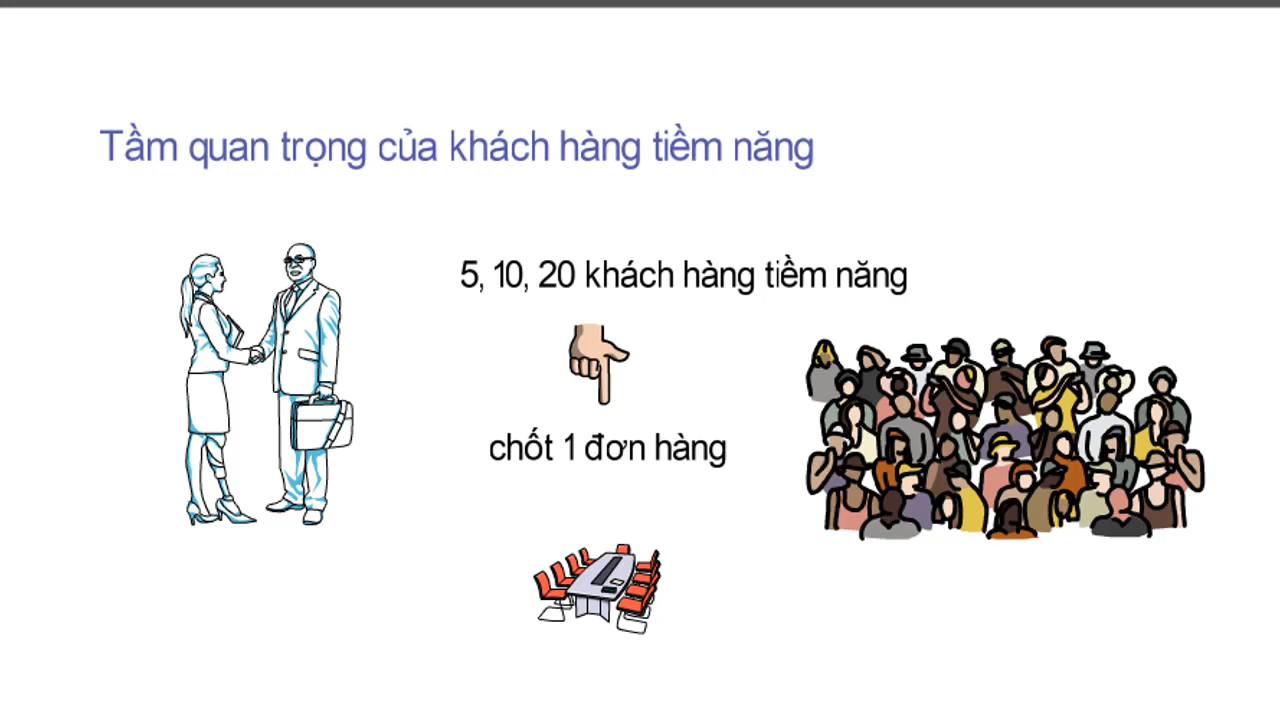 Tầm quan trọng của khách hàng tiềm năng
5, 10, 20 khách hàng tiềm năng
chốt 1 đơn hàng